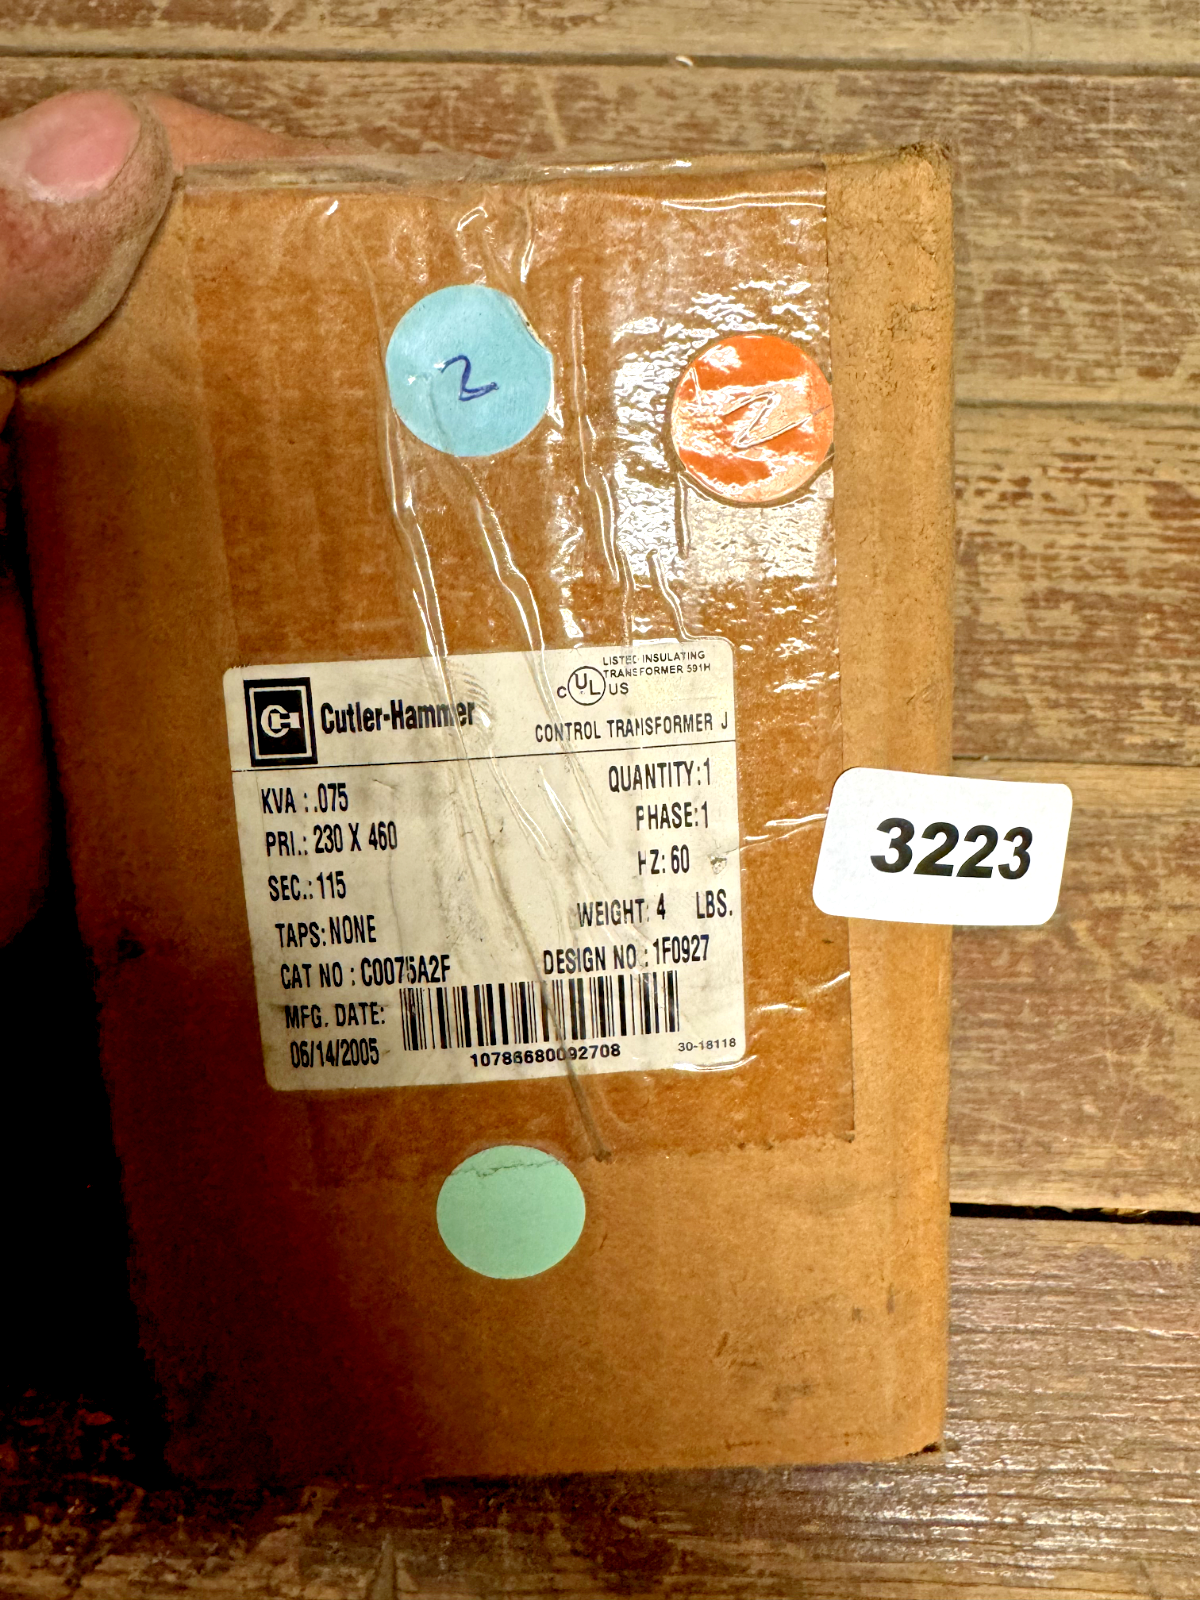 2
2
LISTED INSULATING
TRANSFORMER 591H
C UL US
Cutler-Hammer
CONTROL TRANSFORMER J
KVA : .075
QUANTITY:1
PRI.: 230 X 460
PHASE:1
SEC.: 115
HZ: 60
TAPS: NONE
WEIGHT: 4 LBS.
CAT NO : C0075A2F
DESIGN NO : 1F0927
MFG. DATE:
06/14/2005
10786680092708
30-18118
3223